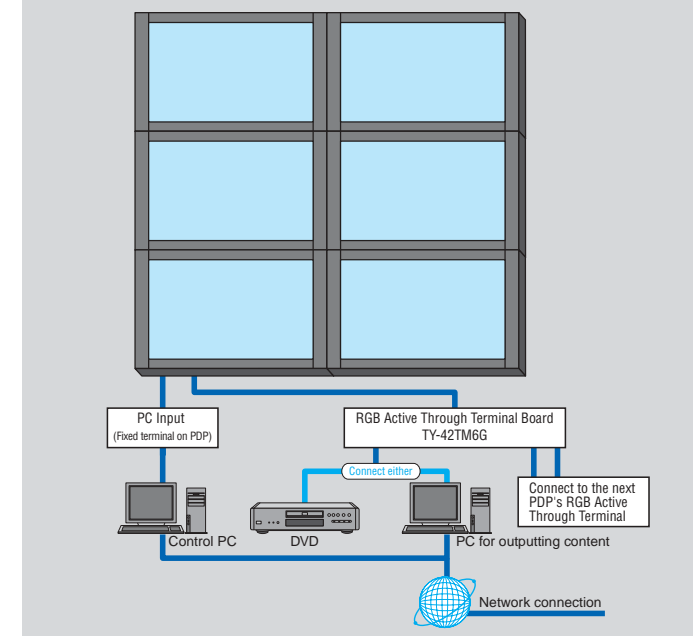 PC Input
(Fixed terminal on PDP)
RGB Active Through Terminal Board
TY-42TM6G
Connect either
Connect to the next
PDP's RGB Active
Through Terminal
Control PC
DVD
PC for outputting content
Network connection